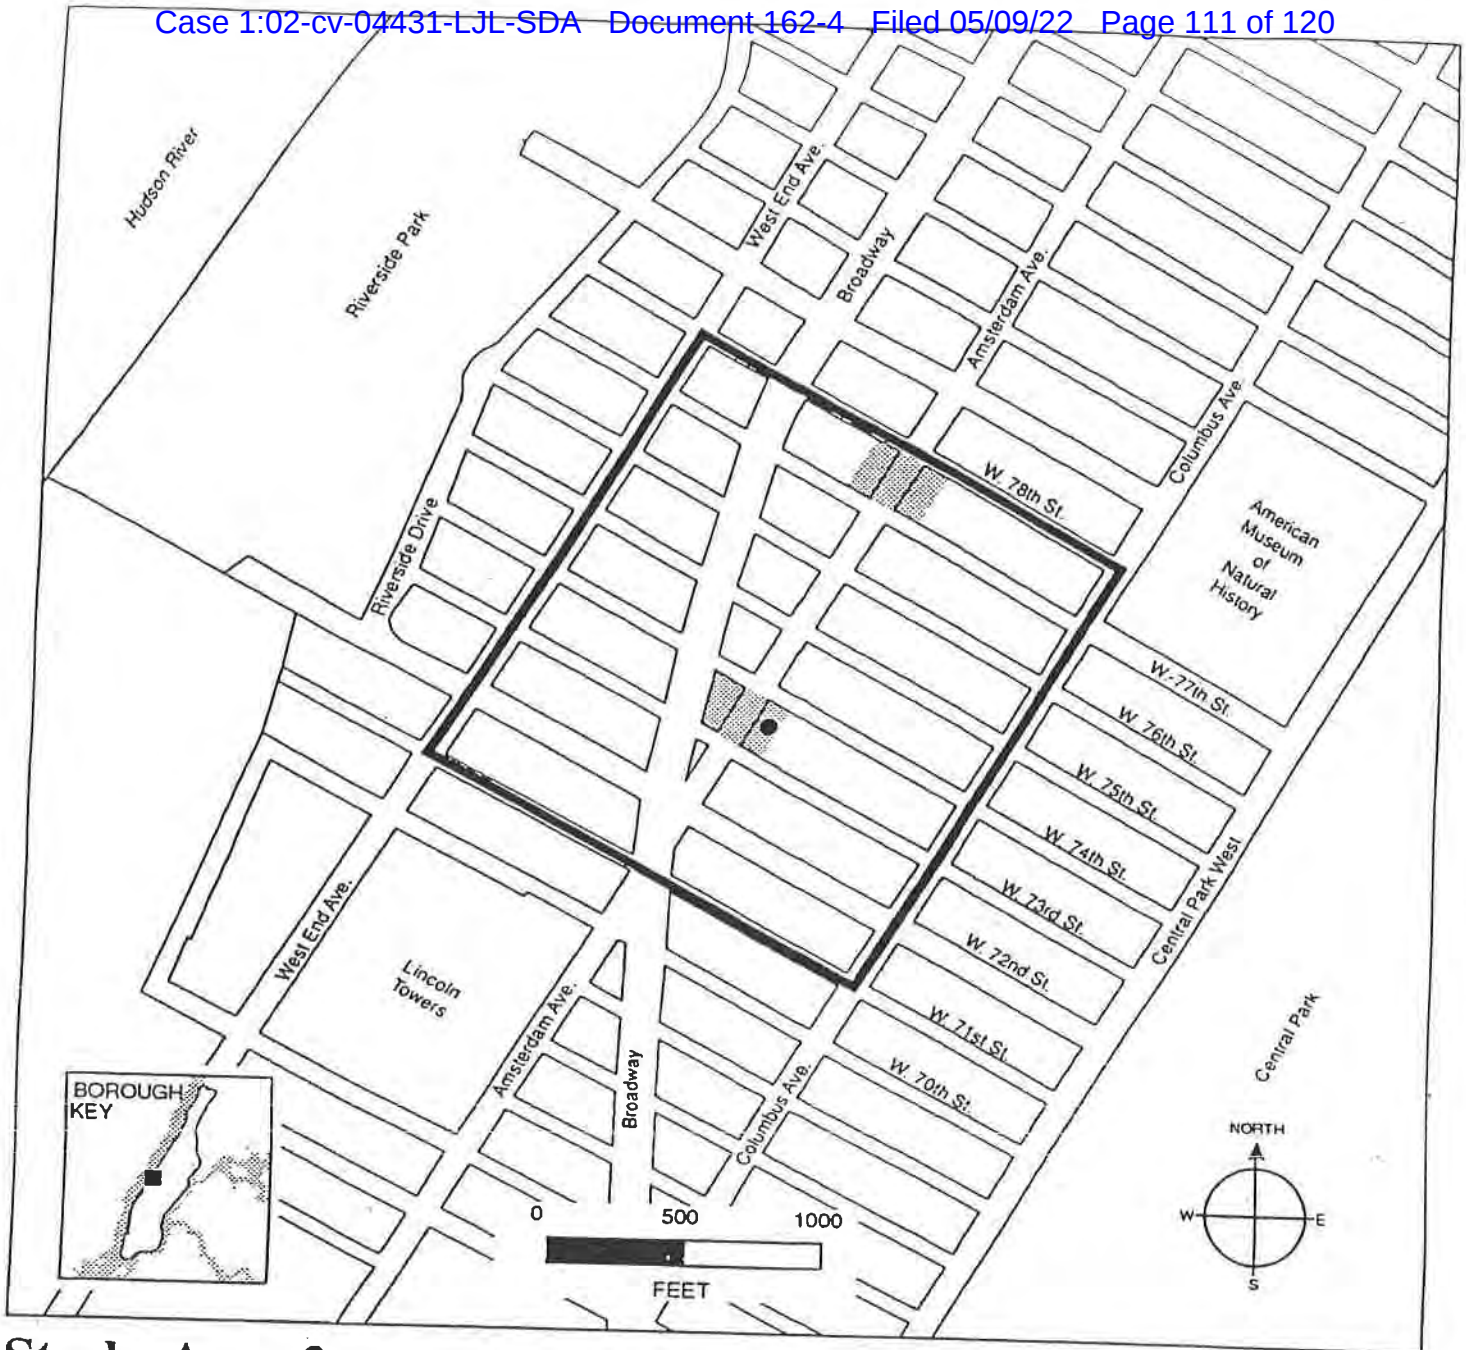 Case 1:02-cv-04431-LJL-SDA Document 162-4 Filed 05/09/22 Page 111 of 120
Hudson River
Riverside Park
West End Ave.
Broadway
Amsterdam Ave.
Columbus Ave.
W. 78th St.
American
Museum
of
Natural
History
Riverside Drive
W. 77th St.
W. 76th St.
W. 75th St.
W. 74th St.
W. 73rd St.
W. 72nd St.
W. 71st St.
W. 70th St.
Central Park West
Central Park
West End Ave.
Lincoln
Towers
Amsterdam Ave.
Broadway
Columbus Ave.
BOROUGH
KEY
NORTH
W
E
S
0 500 1000
FEET